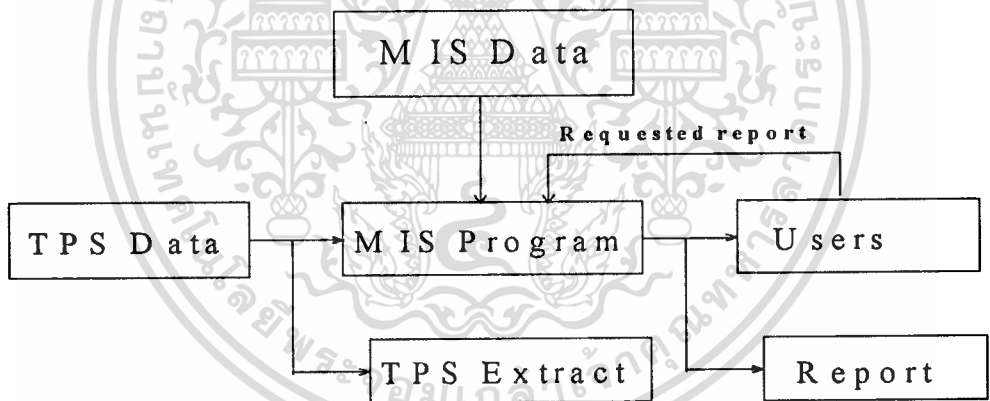 MIS Data
Requested report
TPS Data
MIS Program
Users
TPS Extract
Report